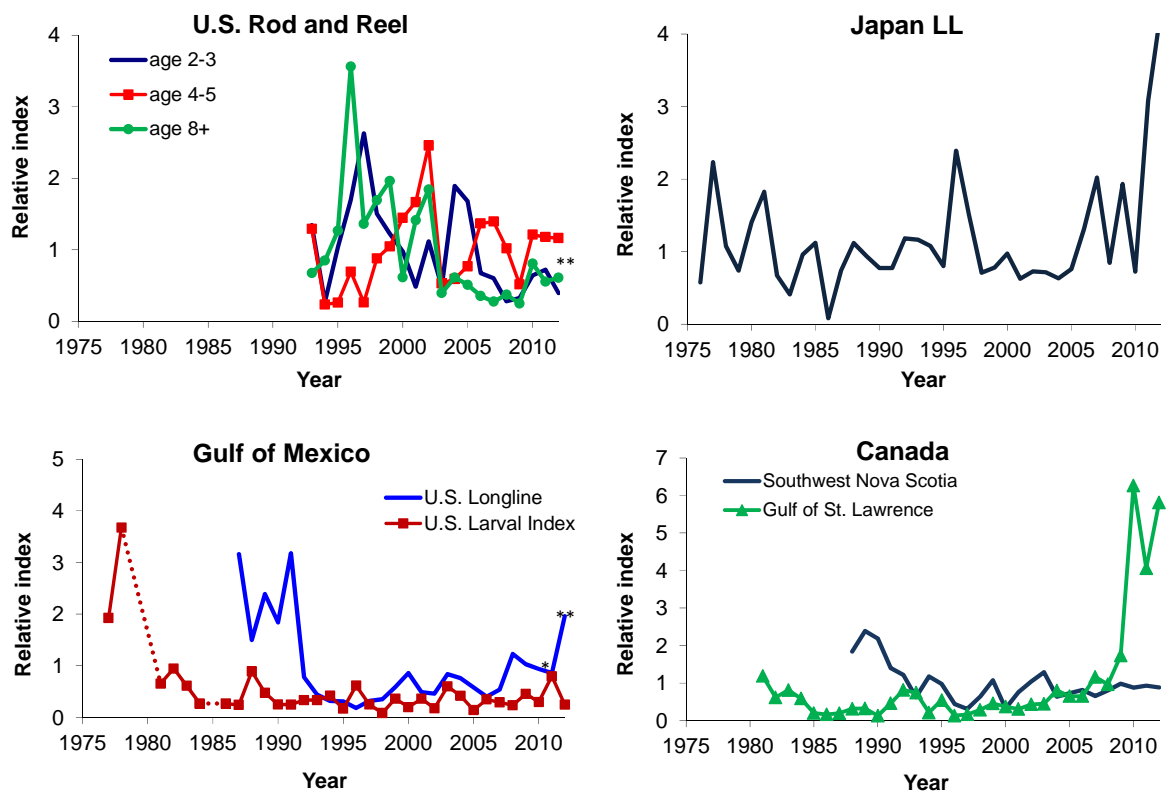 U.S. Rod and Reel
4
3
2
1
0
Relative index
age 2-3
age 4-5
age 8+
**
1975 1980 1985 1990 1995 2000 2005 2010
Year
Japan LL
4
3
2
1
0
Relative index
1975 1980 1985 1990 1995 2000 2005 2010
Year
Gulf of Mexico
5
4
3
2
1
0
Relative index
U.S. Longline
U.S. Larval Index
**
*
1975 1980 1985 1990 1995 2000 2005 2010
Year
Canada
7
6
5
4
3
2
1
0
Relative index
Southwest Nova Scotia
Gulf of St. Lawrence
1975 1980 1985 1990 1995 2000 2005 2010
Year